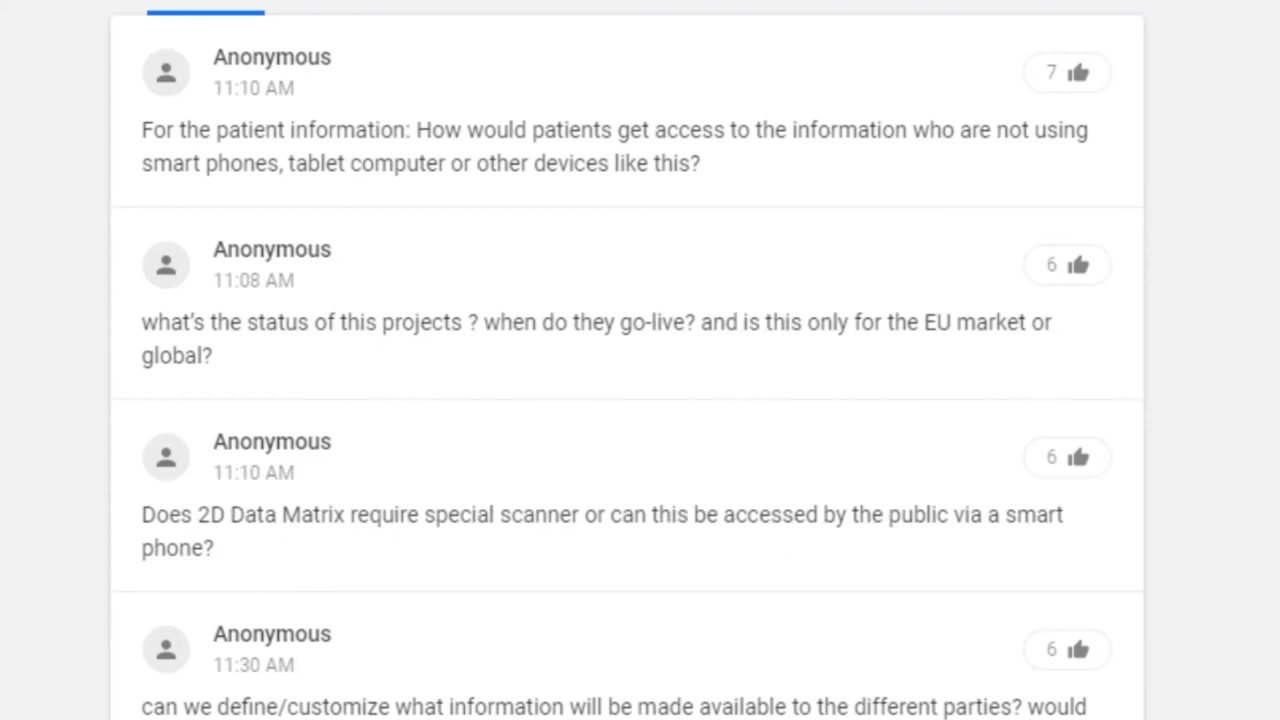 Anonymous
11:10 AM
7
For the patient information: How would patients get access to the information who are not using
smart phones, tablet computer or other devices like this?
Anonymous
11:08 AM
6
what's the status of this projects ? when do they go-live? and is this only for the EU market or
global?
Anonymous
11:10 AM
6
Does 2D Data Matrix require special scanner or can this be accessed by the public via a smart
phone?
Anonymous
11:30 AM
6
can we define/customize what information will be made available to the different parties? would